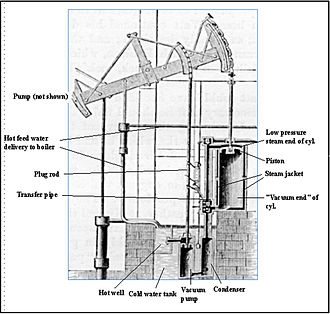 Pump (not shown)
Hot feed water
delivery to boiler
Plug rod
Transfer pipe
Low pressure
steam end of cyl.
Piston
Steam jacket
"Vacuum end" of
cyl.
Hot well
Cold water tank
Vacuum
pump
Condenser